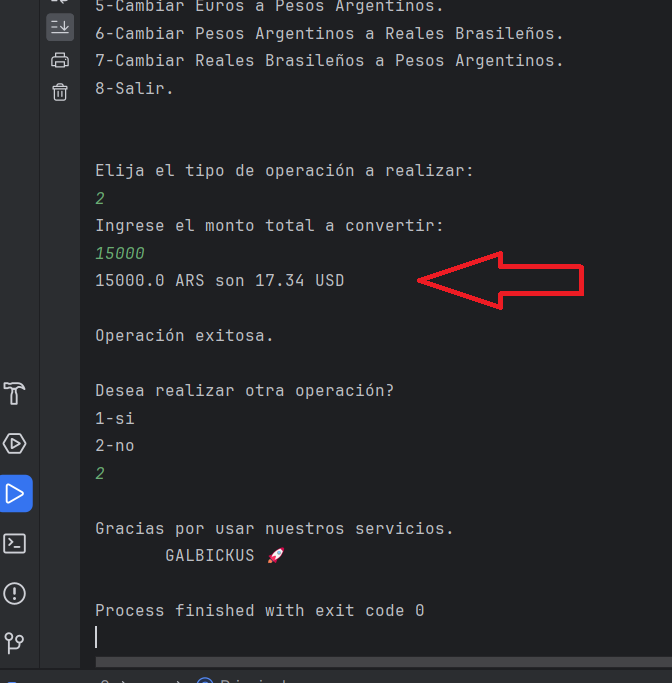 5-Cambiar Euros a Pesos Argentinos.
6-Cambiar Pesos Argentinos a Reales Brasileños.
7-Cambiar Reales Brasileños a Pesos Argentinos.
8-Salir.
Elija el tipo de operación a realizar:
2
Ingrese el monto total a convertir:
15000
15000.0 ARS son 17.34 USD
Operación exitosa.
Desea realizar otra operación?
1-si
2-no
2
Gracias por usar nuestros servicios.
GALBICKUS 🚀
Process finished with exit code 0